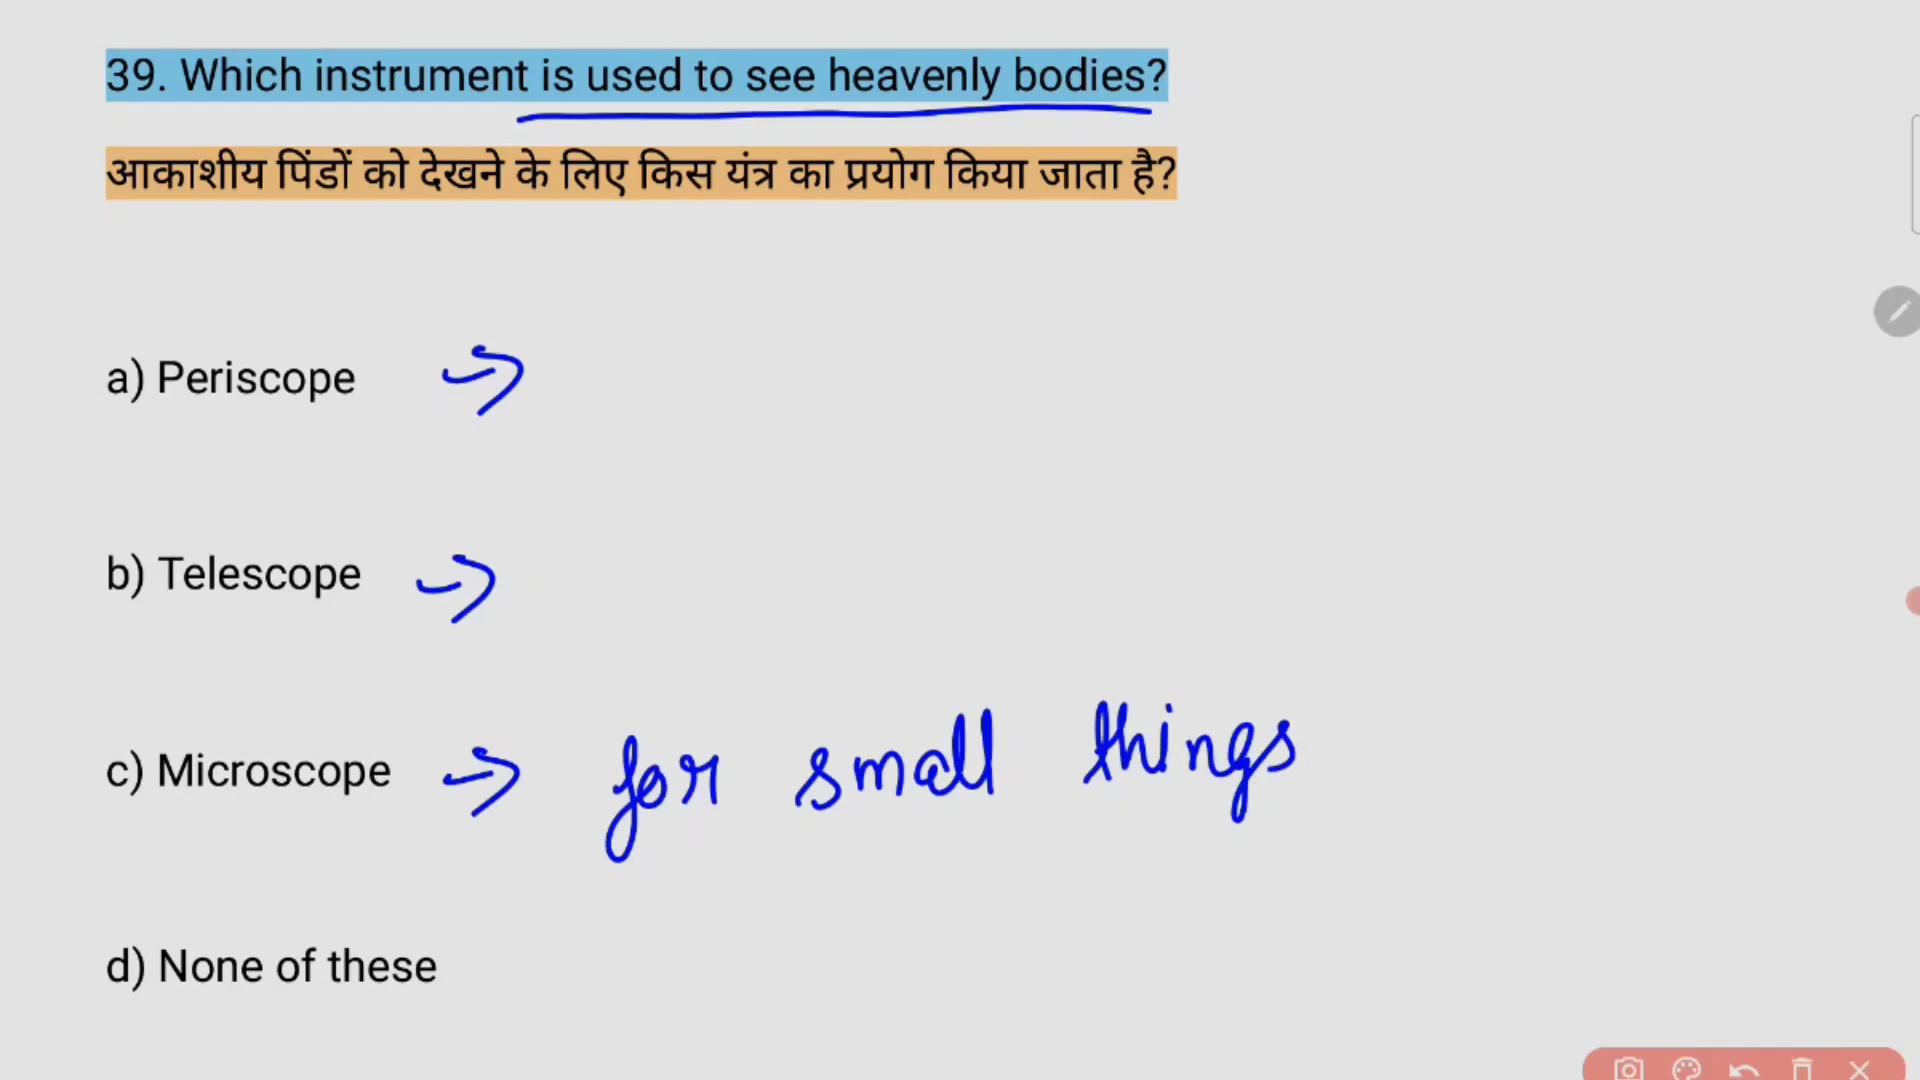 39. Which instrument is used to see heavenly bodies?
आकाशीय पिंडों को देखने के लिए किस यंत्र का प्रयोग किया जाता है?
a) Periscope
b) Telescope
c) Microscope → for small things
d) None of these